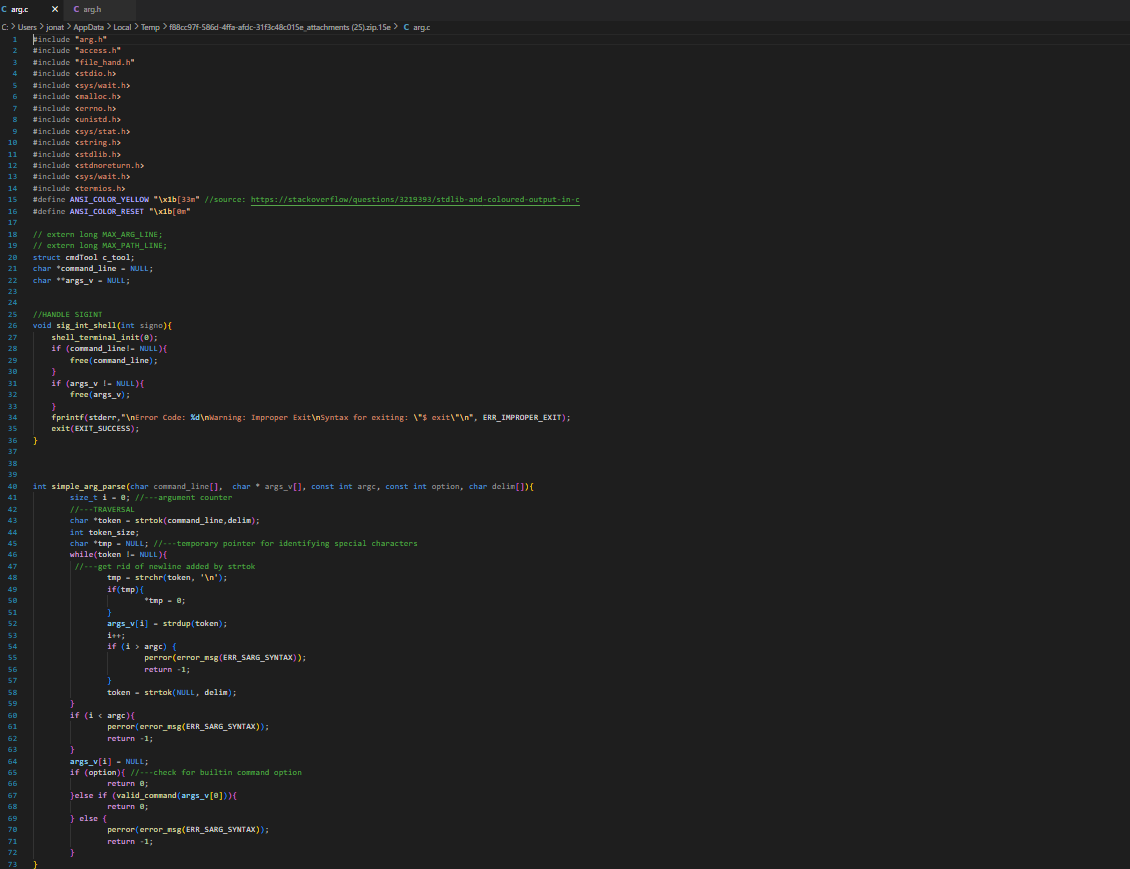 arg.c × arg.h
C: > Users > jonat > AppData > Local > Temp > f88cc97f-586d-4ffa-afdc-31f3c48c015e_attachments (25).zip.15e > C arg.c
1 #include "arg.h"
2 #include "access.h"
3 #include "file_hand.h"
4 #include <stdio.h>
5 #include <sys/wait.h>
6 #include <malloc.h>
7 #include <errno.h>
8 #include <unistd.h>
9 #include <sys/stat.h>
10 #include <string.h>
11 #include <stdlib.h>
12 #include <stdnoreturn.h>
13 #include <sys/wait.h>
14 #include <termios.h>
15 #define ANSI_COLOR_YELLOW "\x1b[33m" //source: https://stackoverflow/questions/3219393/stdlib-and-coloured-output-in-c
16 #define ANSI_COLOR_RESET "\x1b[0m"
17
18 // extern long MAX_ARG_LINE;
19 // extern long MAX_PATH_LINE;
20 struct cmdTool c_tool;
21 char *command_line = NULL;
22 char **args_v = NULL;
23
24
25 //HANDLE SIGINT
26 void sig_int_shell(int signo){
27 shell_terminal_init(0);
28 if (command_line!= NULL){
29 free(command_line);
30 }
31 if (args_v != NULL){
32 free(args_v);
33 }
34 fprintf(stderr,"\nError Code: %d\nWarning: Improper Exit\nSyntax for exiting: \"$ exit\"\n", ERR_IMPROPER_EXIT);
35 exit(EXIT_SUCCESS);
36 }
37
38
39
40 int simple_arg_parse(char command_line[], char * args_v[], const int argc, const int option, char delim[]){
41 size_t i = 0; //---argument counter
42 //---TRAVERSAL
43 char *token = strtok(command_line,delim);
44 int token_size;
45 char *tmp = NULL; //---temporary pointer for identifying special characters
46 while(token != NULL){
47 //---get rid of newline added by strtok
48 tmp = strchr(token, '\n');
49 if(tmp){
50 *tmp = 0;
51 }
52 args_v[i] = strdup(token);
53 i++;
54 if (i > argc) {
55 perror(error_msg(ERR_SARG_SYNTAX));
56 return -1;
57 }
58 token = strtok(NULL, delim);
59 }
60 if (i < argc){
61 perror(error_msg(ERR_SARG_SYNTAX));
62 return -1;
63 }
64 args_v[i] = NULL;
65 if (option){ //---check for builtin command option
66 return 0;
67 }else if (valid_command(args_v[0])){
68 return 0;
69 } else {
70 perror(error_msg(ERR_SARG_SYNTAX));
71 return -1;
72 }
73 }